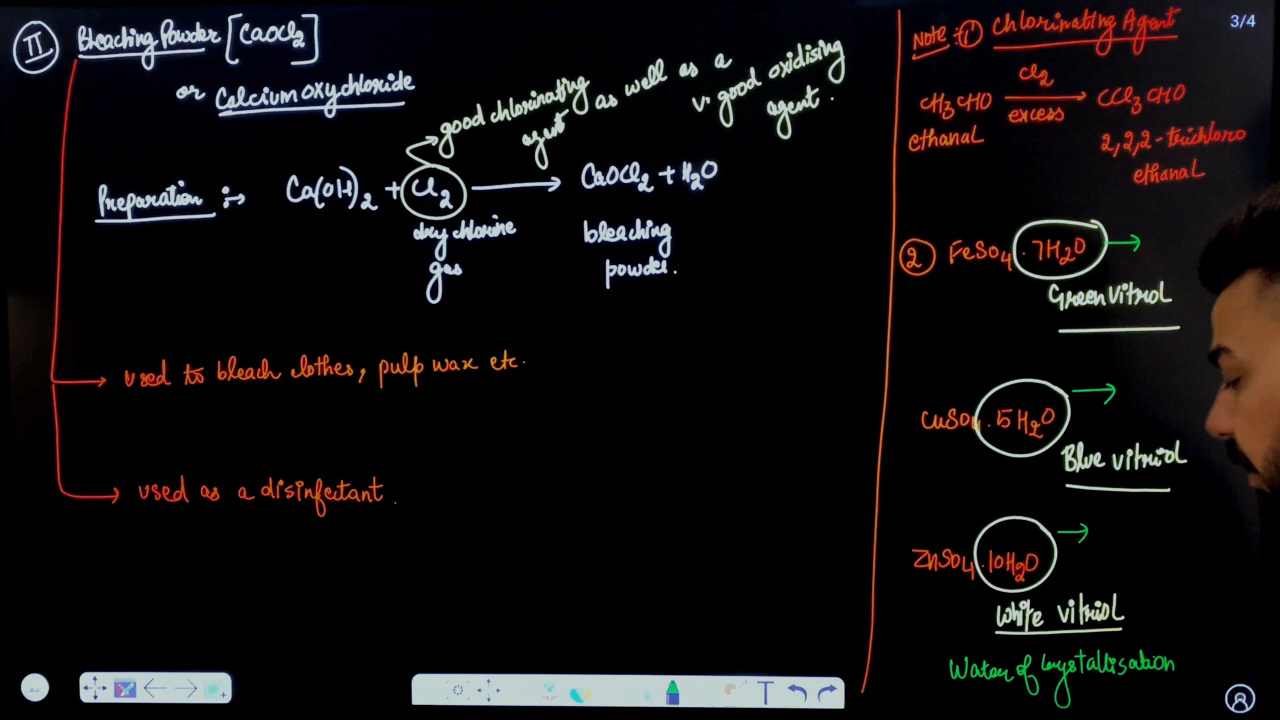 II Bleaching Powder [CaOCl2]
or Calcium oxychloride
good chlorinating agent as well as a v. good oxidising agent.
Preparation :→ Ca(OH)2 + Cl2 ⟶ CaOCl2 + H2O
dry chlorine gas
bleaching powder.
→ used to bleach clothes, pulp wax etc.
→ used as a disinfectant.
3/4
Note :- ① Chlorinating Agent
CH3CHO Cl2 excess ⟶ CCl3CHO
ethanal
2,2,2-trichloro ethanal
② FeSO4.7H2O →
Green Vitriol
CuSO4.5H2O →
Blue vitriol
ZnSO4.10H2O →
White vitriol
Water of crystallisation
T